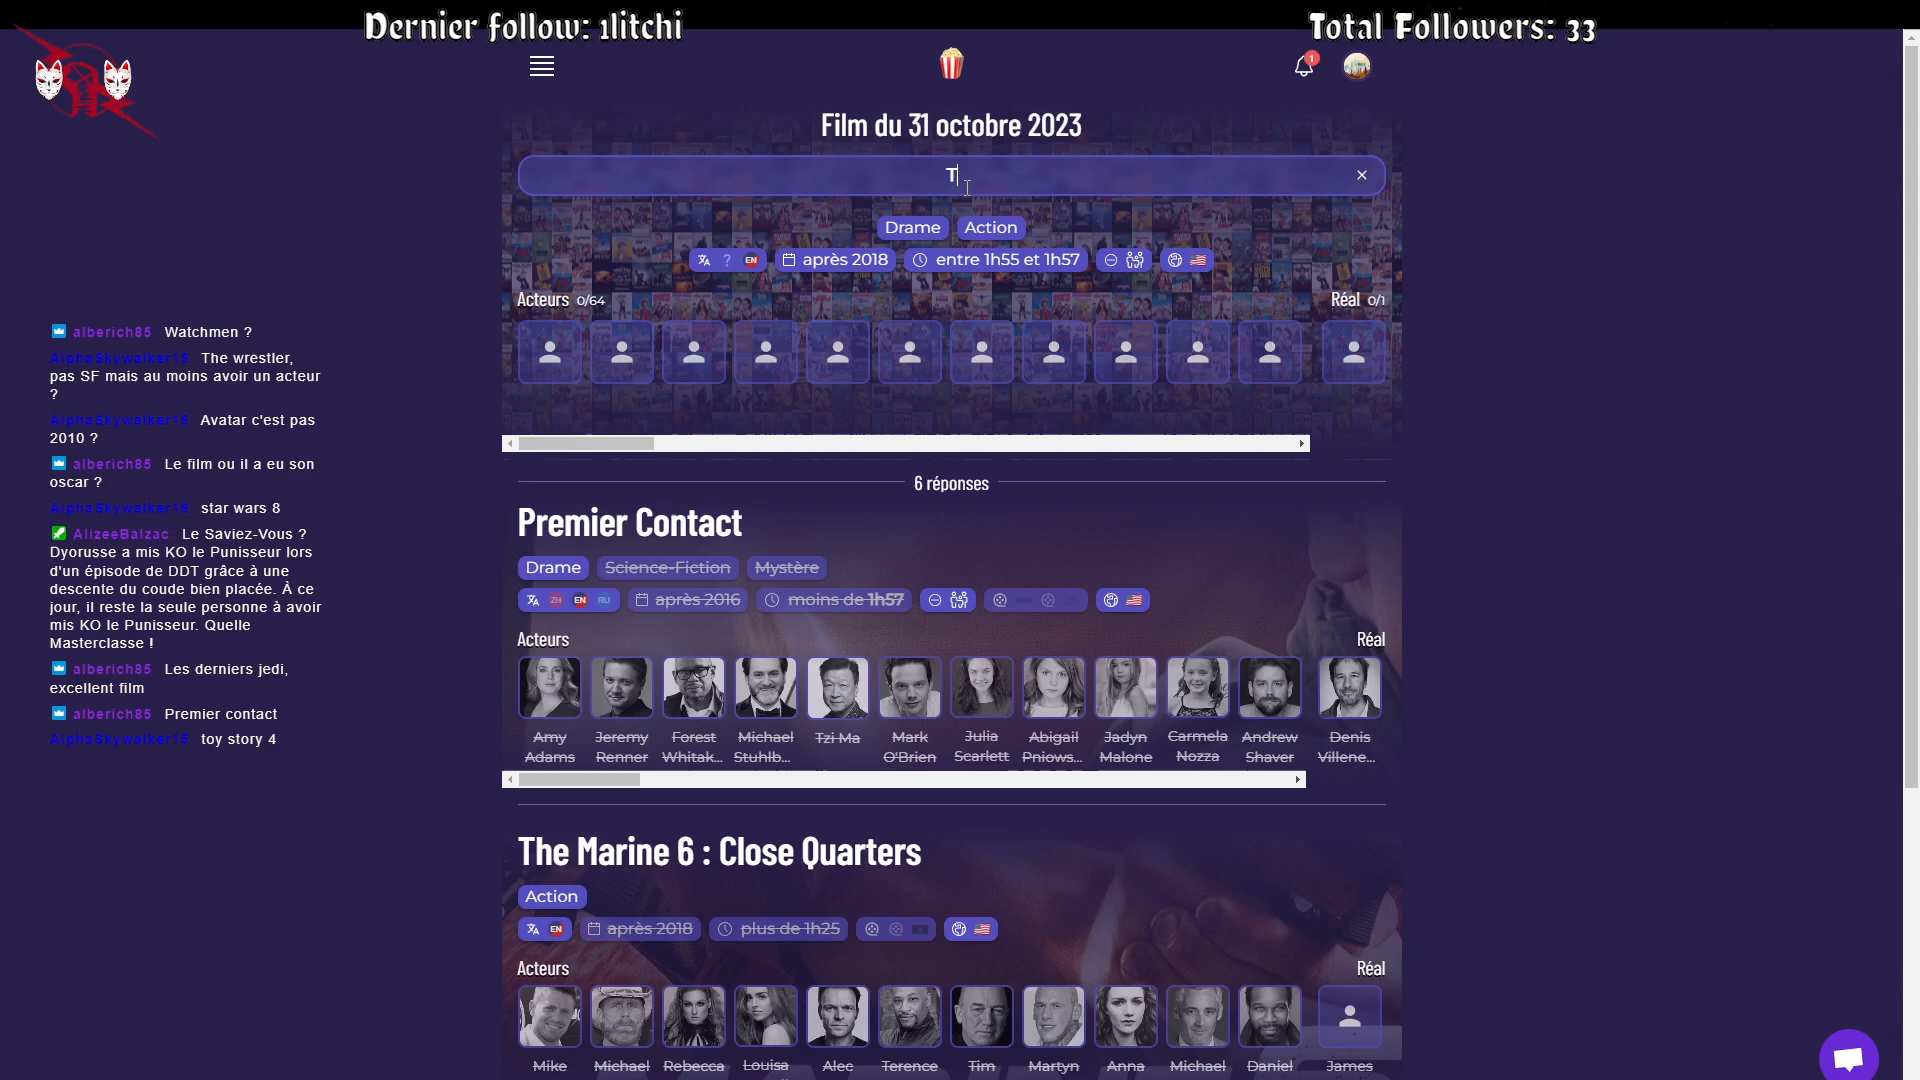 Dernier follow: 1litchi
Total Followers: 33
1
Film du 31 octobre 2023
T
Drame
Action
? EN
après 2018
entre 1h55 et 1h57
Acteurs 0/64
Réal 0/1
6 réponses
Premier Contact
Drame
Science-Fiction
Mystère
ZH EN RU
après 2016
moins de 1h57
Acteurs
Réal
Amy Adams
Jeremy Renner
Forest Whitak...
Michael Stuhlb...
Tzi Ma
Mark O'Brien
Julia Scarlett
Abigail Pniows...
Jadyn Malone
Carmela Nozza
Andrew Shaver
Denis Villene...
The Marine 6 : Close Quarters
Action
EN
après 2018
plus de 1h25
Acteurs
Réal
Mike
Michael
Rebecca
Louisa
Alec
Terence
Tim
Martyn
Anna
Michael
Daniel
James
alberich85 Watchmen ?
AlphaSkywalker15 The wrestler,
pas SF mais au moins avoir un acteur
?
AlphaSkywalker15 Avatar c'est pas
2010 ?
alberich85 Le film ou il a eu son
oscar ?
AlphaSkywalker15 star wars 8
AlizeeBalzac Le Saviez-Vous ?
Dyorusse a mis KO le Punisseur lors
d'un épisode de DDT grâce à une
descente du coude bien placée. À ce
jour, il reste la seule personne à avoir
mis KO le Punisseur. Quelle
Masterclasse !
alberich85 Les derniers jedi,
excellent film
alberich85 Premier contact
AlphaSkywalker15 toy story 4